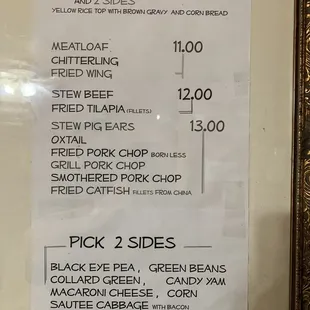 AND 2 SIDES
YELLOW RICE TOP WITH BROWN GRAVY AND CORN BREAD
MEATLOAF 11.00
CHITTERLING
FRIED WING
STEW BEEF 12.00
FRIED TILAPIA (FILLETS)
STEW PIG EARS 13.00
OXTAIL
FRIED PORK CHOP BORN LESS
GRILL PORK CHOP
SMOTHERED PORK CHOP
FRIED CATFISH FILLETS FROM CHINA
PICK 2 SIDES
BLACK EYE PEA, GREEN BEANS
COLLARD GREEN, CANDY YAM
MACARONI CHEESE, CORN
SAUTEE CABBAGE WITH BACON